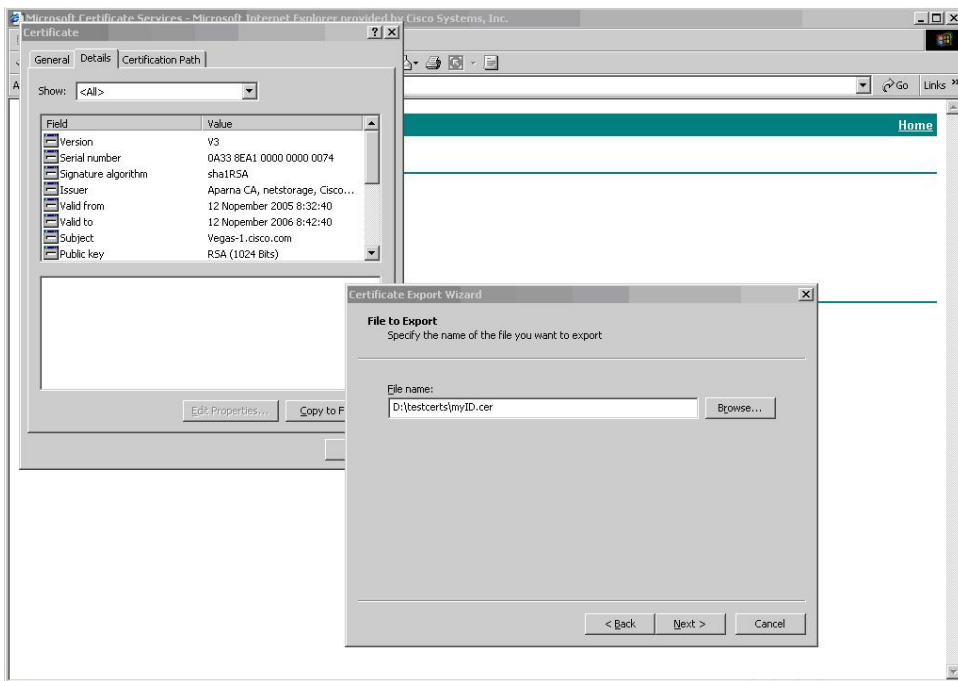 Microsoft Certificate Services - Microsoft Internet Explorer provided by Cisco Systems, Inc.
Certificate
General Details Certification Path
Show: <All>
Field Value
Version V3
Serial number 0A33 8EA1 0000 0000 0074
Signature algorithm sha1RSA
Issuer Aparna CA, netstorage, Cisco...
Valid from 12 Nopember 2005 8:32:40
Valid to 12 Nopember 2006 8:42:40
Subject Vegas-1.cisco.com
Public key RSA (1024 Bits)
Edit Properties... Copy to F
Go Links »
Home
Certificate Export Wizard
File to Export
Specify the name of the file you want to export
File name:
D:\testcerts\myID.cer Browse...
< Back Next > Cancel